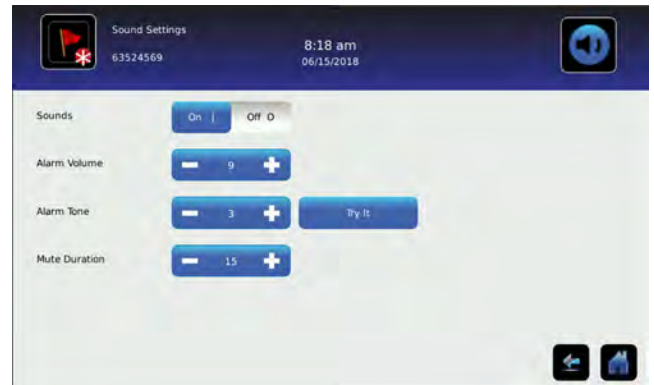 Sound Settings
63524569
8:18 am
06/15/2018
Sounds On | Off O
Alarm Volume 9
Alarm Tone 3 Try It
Mute Duration 15